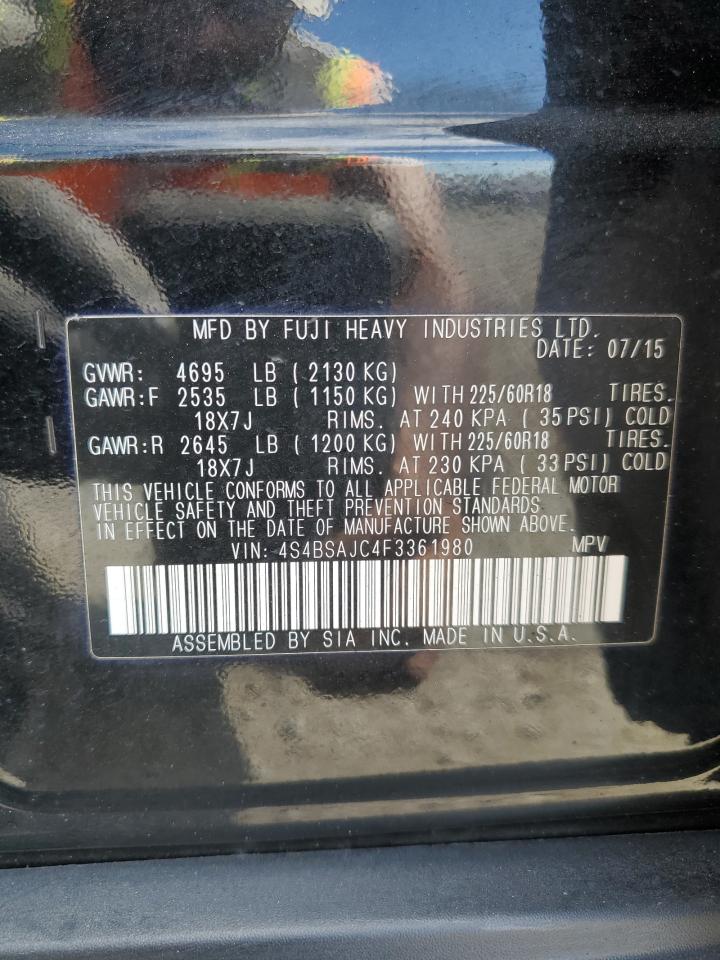 MFD BY FUJI HEAVY INDUSTRIES LTD.
DATE: 07/15
GVWR: 4695 LB ( 2130 KG)
GAWR:F 2535 LB ( 1150 KG) WITH 225/60R18 TIRES.
18X7J RIMS. AT 240 KPA ( 35 PSI) COLD
GAWR:R 2645 LB ( 1200 KG) WITH 225/60R18 TIRES.
18X7J RIMS. AT 230 KPA ( 33 PSI) COLD
THIS VEHICLE CONFORMS TO ALL APPLICABLE FEDERAL MOTOR
VEHICLE SAFETY AND THEFT PREVENTION STANDARDS
IN EFFECT ON THE DATE OF MANUFACTURE SHOWN ABOVE.
VIN: 4S4BSAJC4F3361980 MPV
ASSEMBLED BY SIA INC. MADE IN U.S.A.